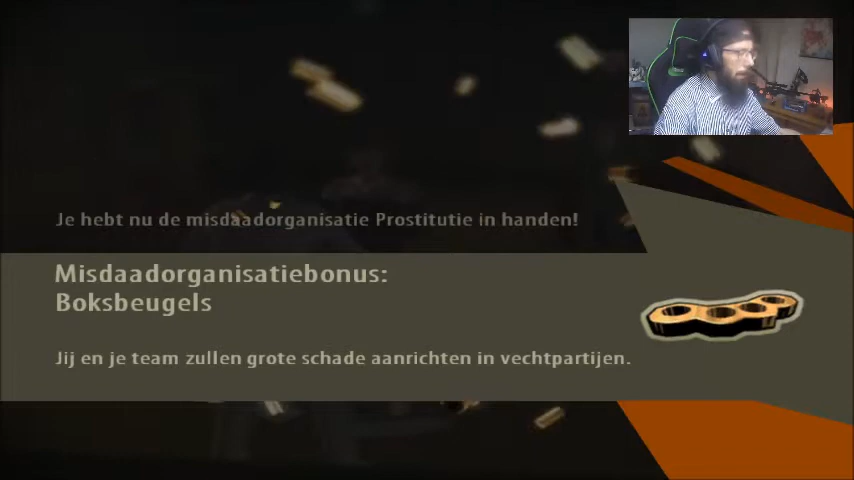 Je hebt nu de misdaadorganisatie Prostitutie in handen!
Misdaadorganisatiebonus:
Boksbeugels
Jij en je team zullen grote schade aanrichten in vechtpartijen.